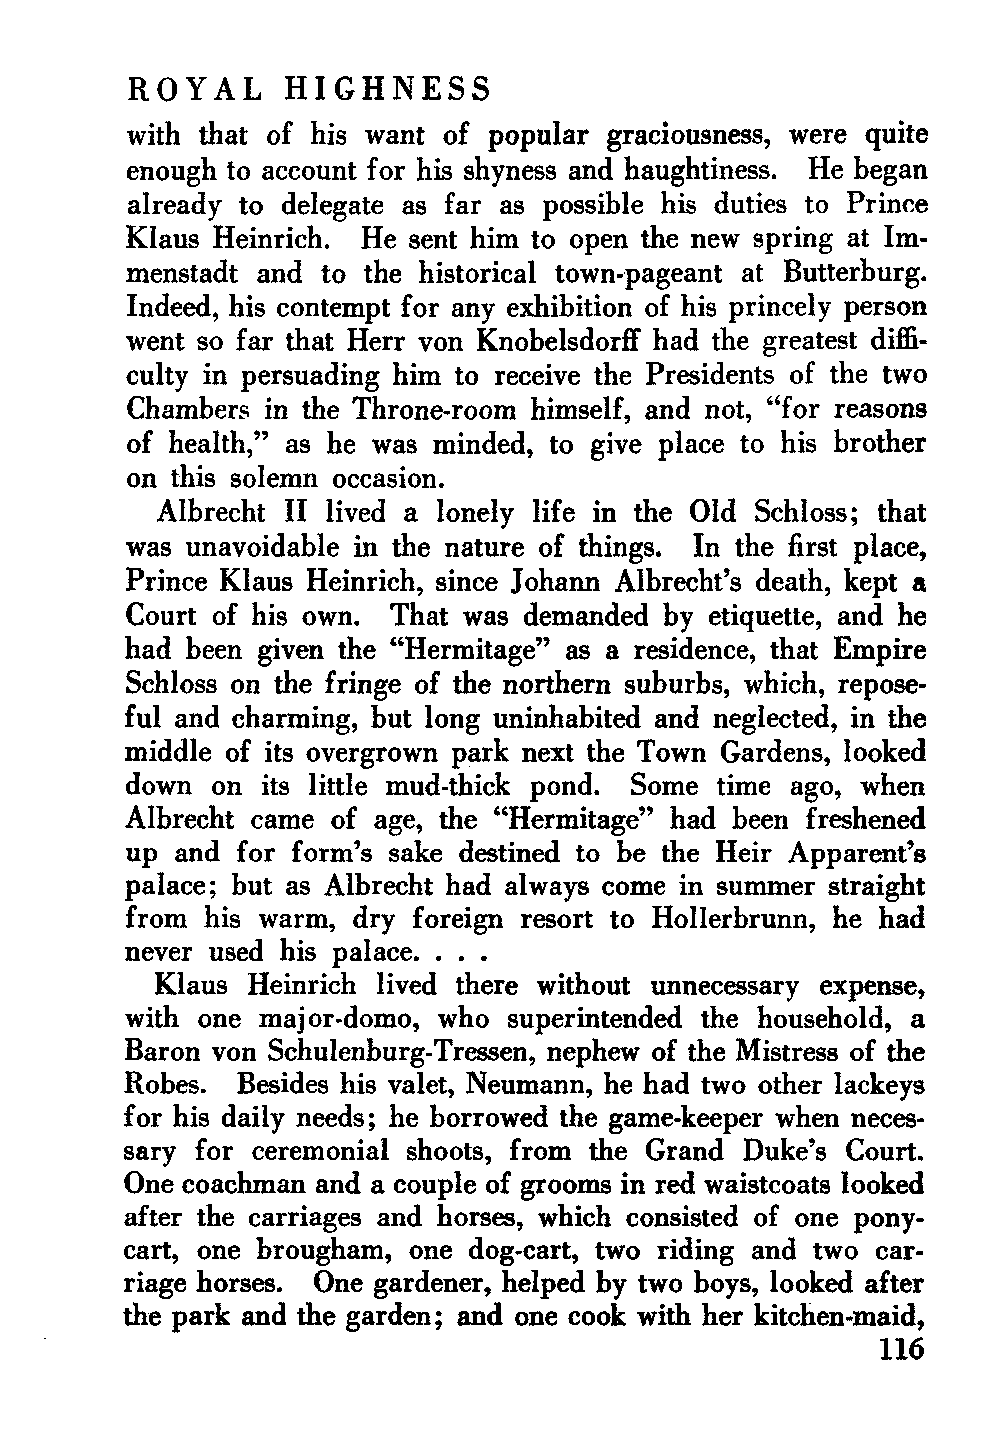 ROYAL HIGHNESS
with that of his want of popular graciousness, were quite
enough to account for his shyness and haughtiness. He began
already to delegate as far as possible his duties to Prince
Klaus Heinrich. He sent him to open the new spring at Im-
menstadt and to the historical town-pageant at Butterburg.
Indeed, his contempt for any exhibition of his princely person
went so far that Herr von Knobelsdorff had the greatest diffi-
culty in persuading him to receive the Presidents of the two
Chambers in the Throne-room himself, and not, “for reasons
of health,” as he was minded, to give place to his brother
on this solemn occasion.
Albrecht II lived a lonely life in the Old Schloss; that
was unavoidable in the nature of things. In the first place,
Prince Klaus Heinrich, since Johann Albrecht’s death, kept a
Court of his own. That was demanded by etiquette, and he
had been given the “Hermitage” as a residence, that Empire
Schloss on the fringe of the northern suburbs, which, repose-
ful and charming, but long uninhabited and neglected, in the
middle of its overgrown park next the Town Gardens, looked
down on its little mud-thick pond. Some time ago, when
Albrecht came of age, the “Hermitage” had been freshened
up and for form’s sake destined to be the Heir Apparent’s
palace; but as Albrecht had always come in summer straight
from his warm, dry foreign resort to Hollerbrunn, he had
never used his palace. . . .
Klaus Heinrich lived there without unnecessary expense,
with one major-domo, who superintended the household, a
Baron von Schulenburg-Tressen, nephew of the Mistress of the
Robes. Besides his valet, Neumann, he had two other lackeys
for his daily needs; he borrowed the game-keeper when neces-
sary for ceremonial shoots, from the Grand Duke’s Court.
One coachman and a couple of grooms in red waistcoats looked
after the carriages and horses, which consisted of one pony-
cart, one brougham, one dog-cart, two riding and two car-
riage horses. One gardener, helped by two boys, looked after
the park and the garden; and one cook with her kitchen-maid,
116